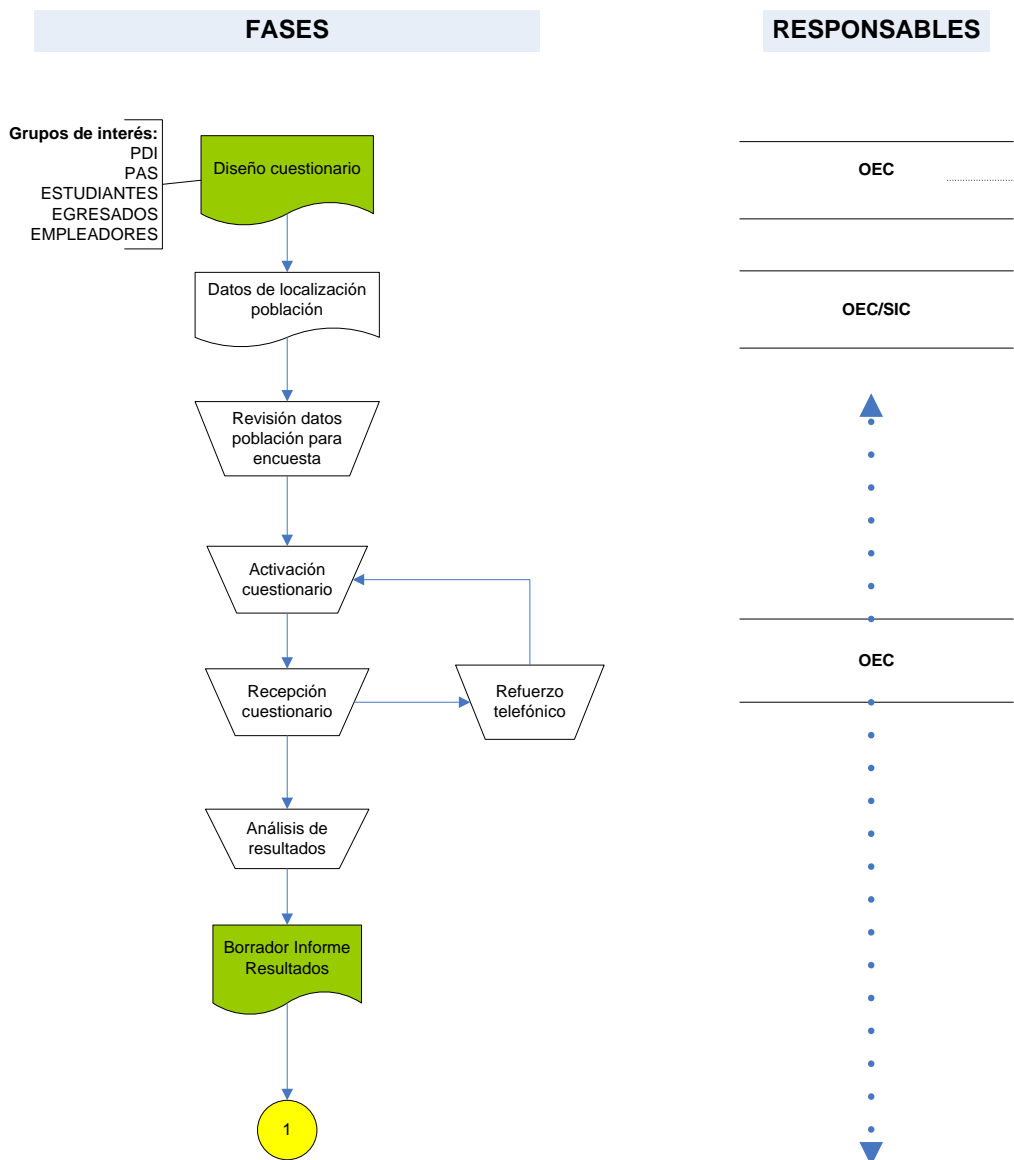 FASES
RESPONSABLES
Grupos de interés:
PDI
PAS
ESTUDIANTES
EGRESADOS
EMPLEADORES
Diseño cuestionario
OEC
Datos de localización
población
OEC/SIC
Revisión datos
población para
encuesta
Activación
cuestionario
Recepción
cuestionario
Refuerzo
telefónico
OEC
Análisis de
resultados
Borrador Informe
Resultados
1